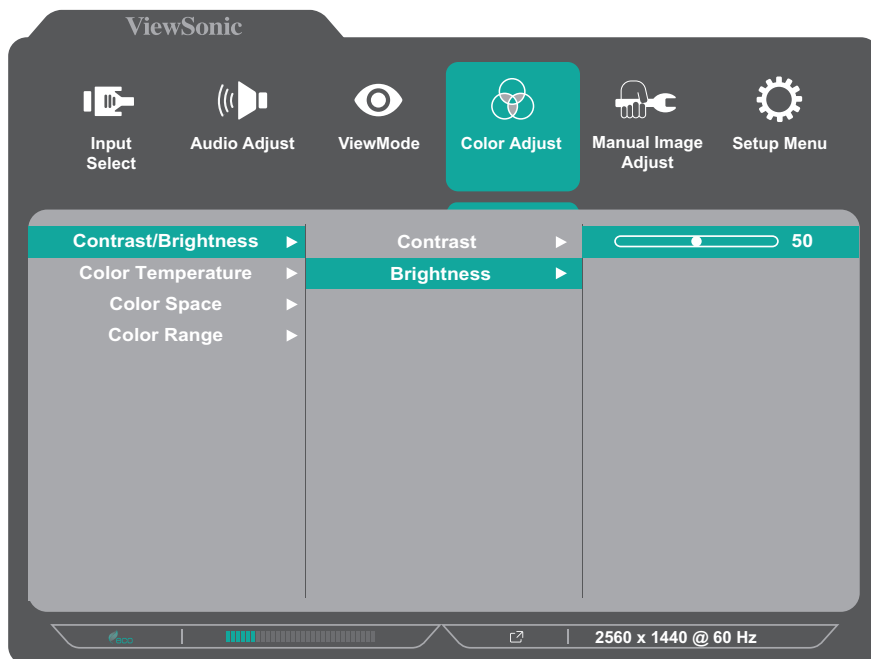 ViewSonic
Input Select
Audio Adjust
ViewMode
Color Adjust
Manual Image Adjust
Setup Menu
Contrast/Brightness
Contrast
50
Color Temperature
Brightness
Color Space
Color Range
eco
2560 x 1440 @ 60 Hz